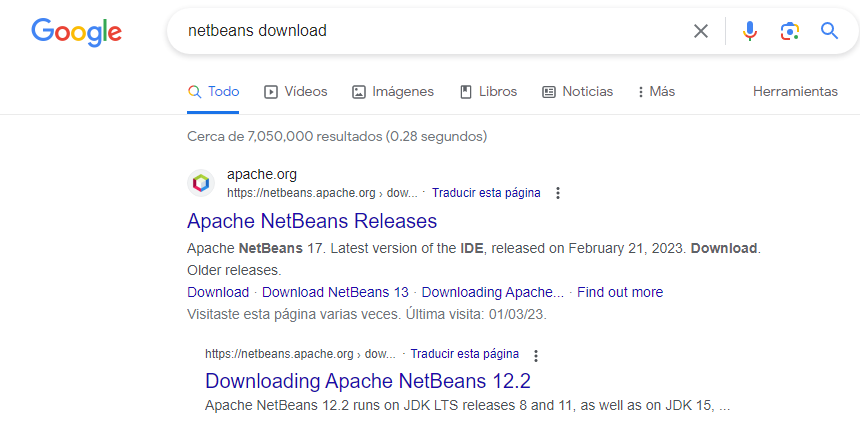 Google
netbeans download
Todo Vídeos Imágenes Libros Noticias Más Herramientas
Cerca de 7,050,000 resultados (0.28 segundos)
apache.org
https://netbeans.apache.org › dow... · Traducir esta página
Apache NetBeans Releases
Apache NetBeans 17. Latest version of the IDE, released on February 21, 2023. Download.
Older releases.
Download · Download NetBeans 13 · Downloading Apache... · Find out more
Visitaste esta página varias veces. Última visita: 01/03/23.
https://netbeans.apache.org › dow... · Traducir esta página
Downloading Apache NetBeans 12.2
Apache NetBeans 12.2 runs on JDK LTS releases 8 and 11, as well as on JDK 15, ...